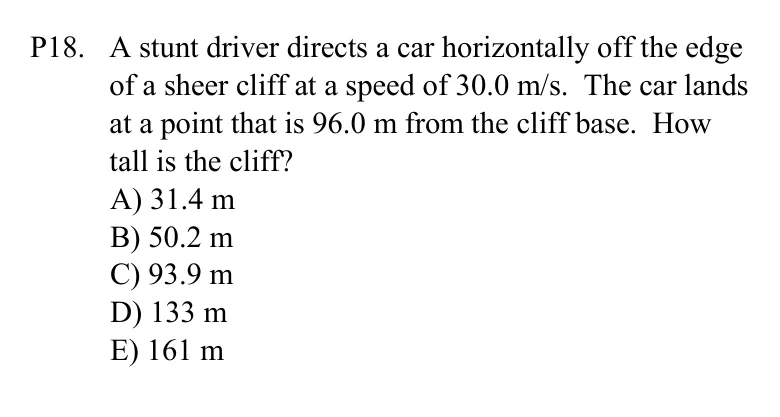 P18. A stunt driver directs a car horizontally off the edge
of a sheer cliff at a speed of 30.0 m/s. The car lands
at a point that is 96.0 m from the cliff base. How
tall is the cliff?
A) 31.4 m
B) 50.2 m
C) 93.9 m
D) 133 m
E) 161 m